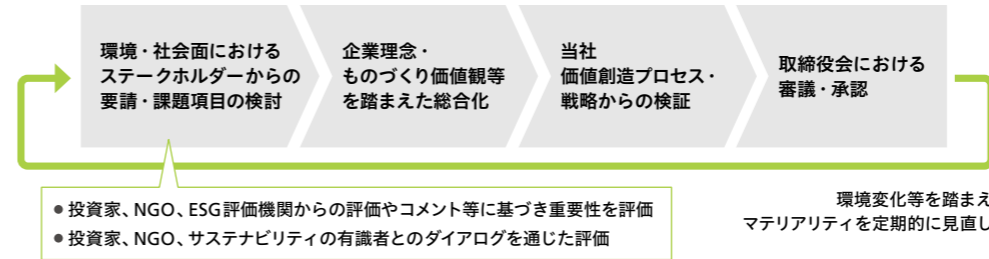 環境・社会面における
ステークホルダーからの
要請・課題項目の検討
企業理念・
ものづくり価値観等
を踏まえた総合化
当社
価値創造プロセス・
戦略からの検証
取締役会における
審議・承認
● 投資家、NGO、ESG評価機関からの評価やコメント等に基づき重要性を評価
● 投資家、NGO、サステナビリティの有識者とのダイアログを通じた評価
環境変化等を踏まえ
マテリアリティを定期的に見直し